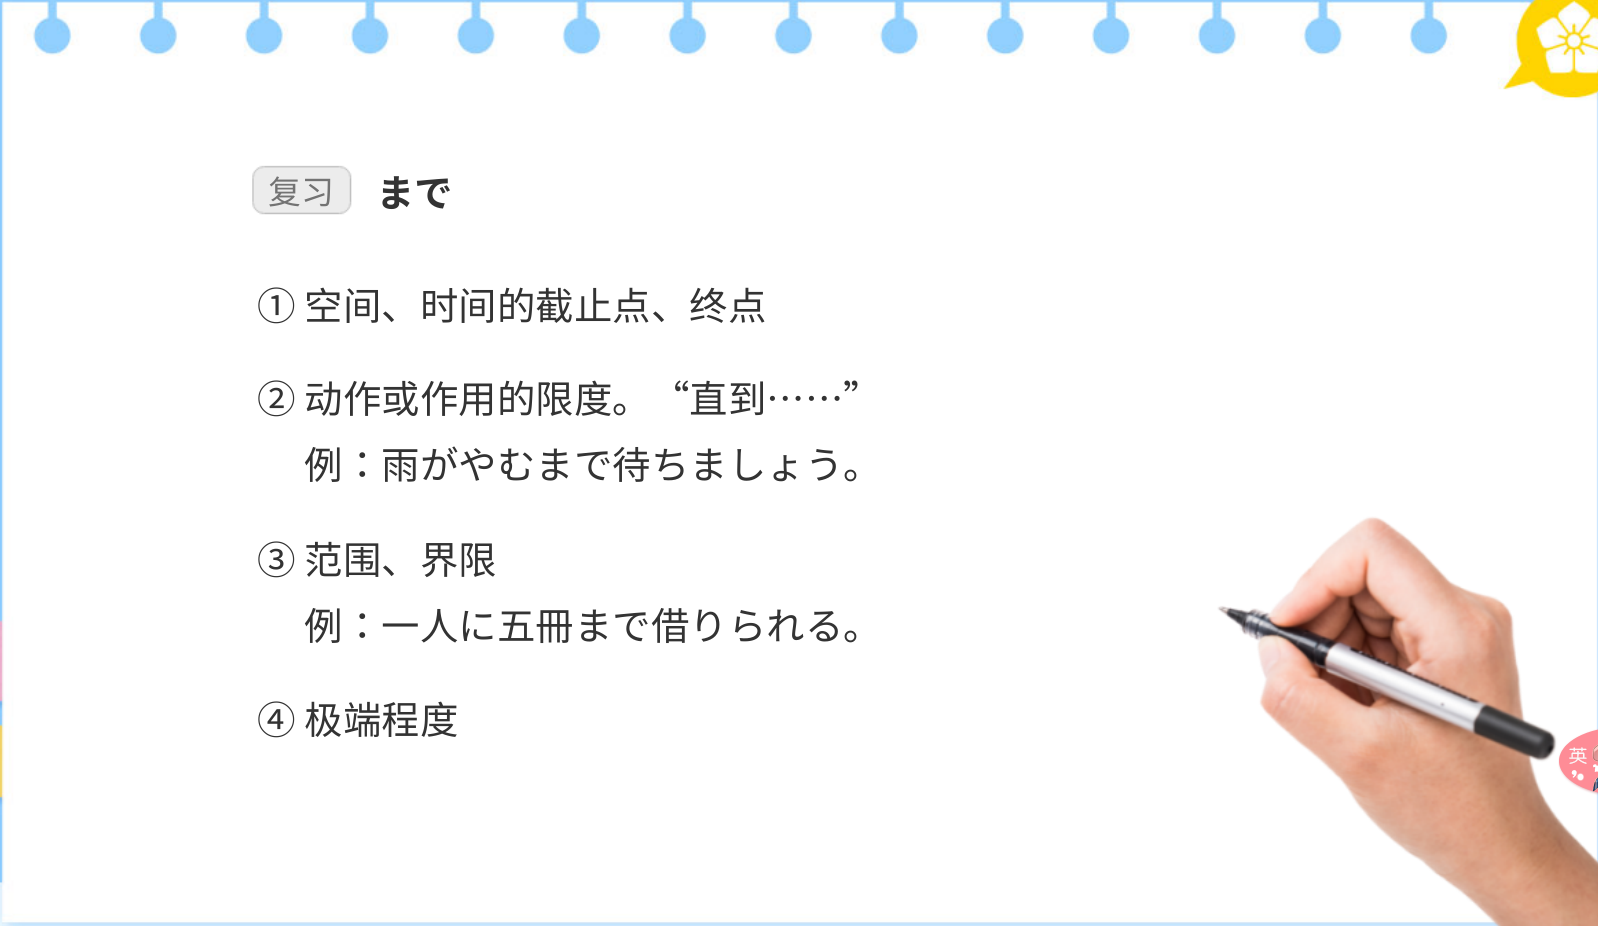 复习 まで
① 空间、时间的截止点、终点
② 动作或作用的限度。 “直到……”
例：雨がやむまで待ちましょう。
③ 范围、界限
例：一人に五冊まで借りられる。
④ 极端程度
英